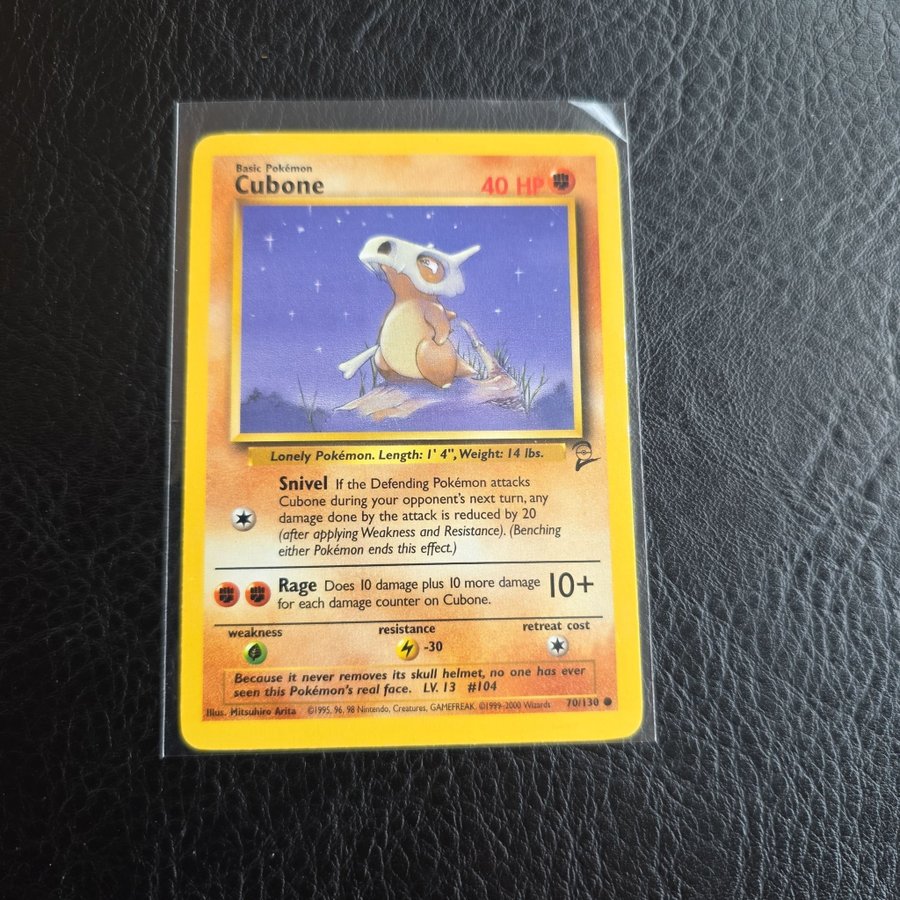 Basic Pokémon
Cubone
40 HP
Lonely Pokémon. Length: 1' 4", Weight: 14 lbs.
Snivel If the Defending Pokémon attacks
Cubone during your opponent's next turn, any
damage done by the attack is reduced by 20
(after applying Weakness and Resistance). (Benching
either Pokémon ends this effect.)
Rage Does 10 damage plus 10 more damage
for each damage counter on Cubone.
10+
weakness
resistance
retreat cost
-30
Because it never removes its skull helmet, no one has ever
seen this Pokémon's real face. LV. 13 #104
Illus. Mitsuhiro Arita ©1995, 96, 98 Nintendo, Creatures, GAMEFREAK. ©1999-2000 Wizards 70/130